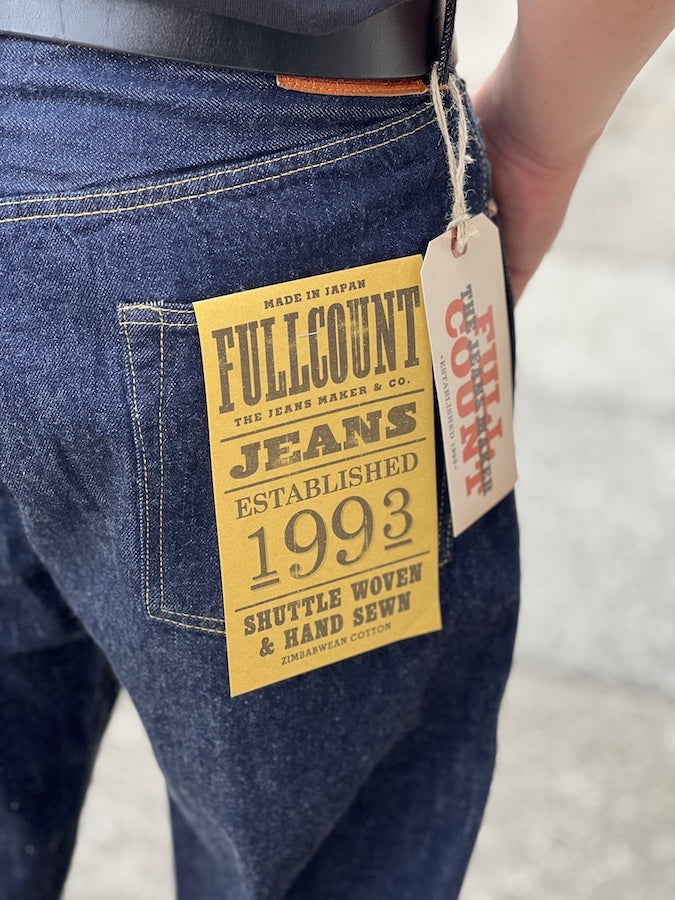 MADE IN JAPAN
FULLCOUNT
THE JEANS MAKER & CO.
JEANS
ESTABLISHED
1993
SHUTTLE WOVEN
& HAND SEWN
ZIMBABWEAN COTTON
FULL
COUNT
THE JEANS MAKER
·ESTABLISHED 1993·